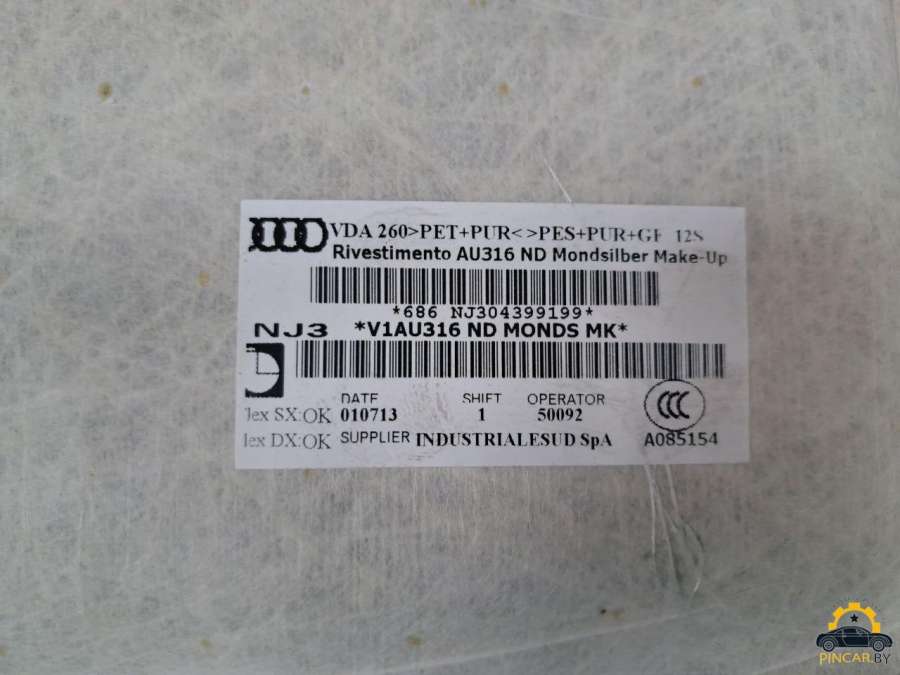 VDA 260>PET+PUR<>PES+PUR+GF 12S
Rivestimento AU316 ND Mondsilber Make-Up
*686 NJ304399199*
NJ3 *V1AU316 ND MONDS MK*
DATE SHIFT OPERATOR
lex SX:OK 010713 1 50092
lex DX:OK SUPPLIER INDUSTRIALESUD SpA
CCC
A085154
PINCAR.BY